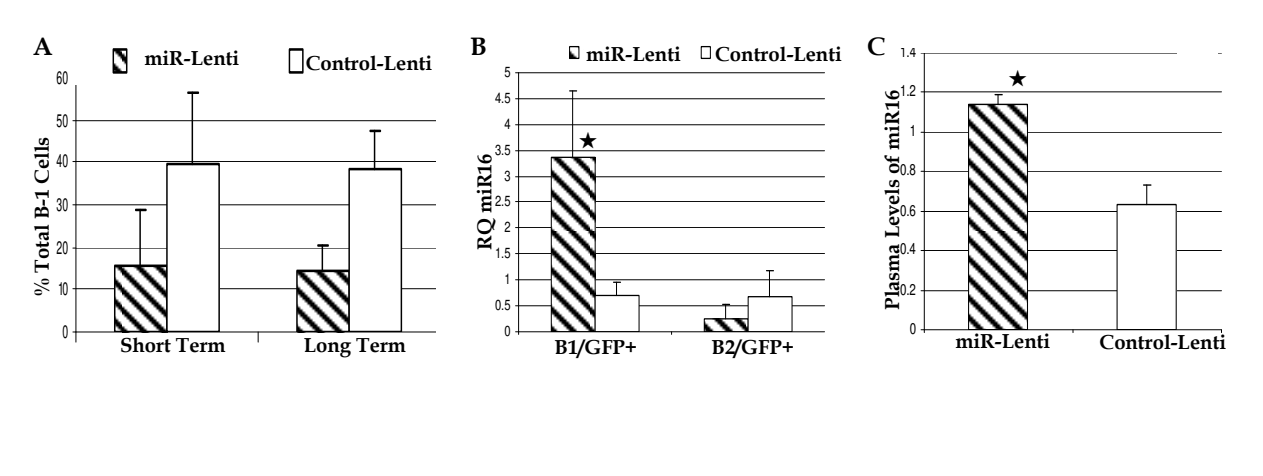 A
miR-Lenti
Control-Lenti
% Total B-1 Cells
60
50
40
30
20
10
0
Short Term
Long Term
B
miR-Lenti
Control-Lenti
RQ miR16
5
4.5
4
3.5
3
2.5
2
1.5
1
0.5
0
B1/GFP+
B2/GFP+
C
Plasma Levels of miR16
1.4
1.2
1
0.8
0.6
0.4
0.2
0
miR-Lenti
Control-Lenti